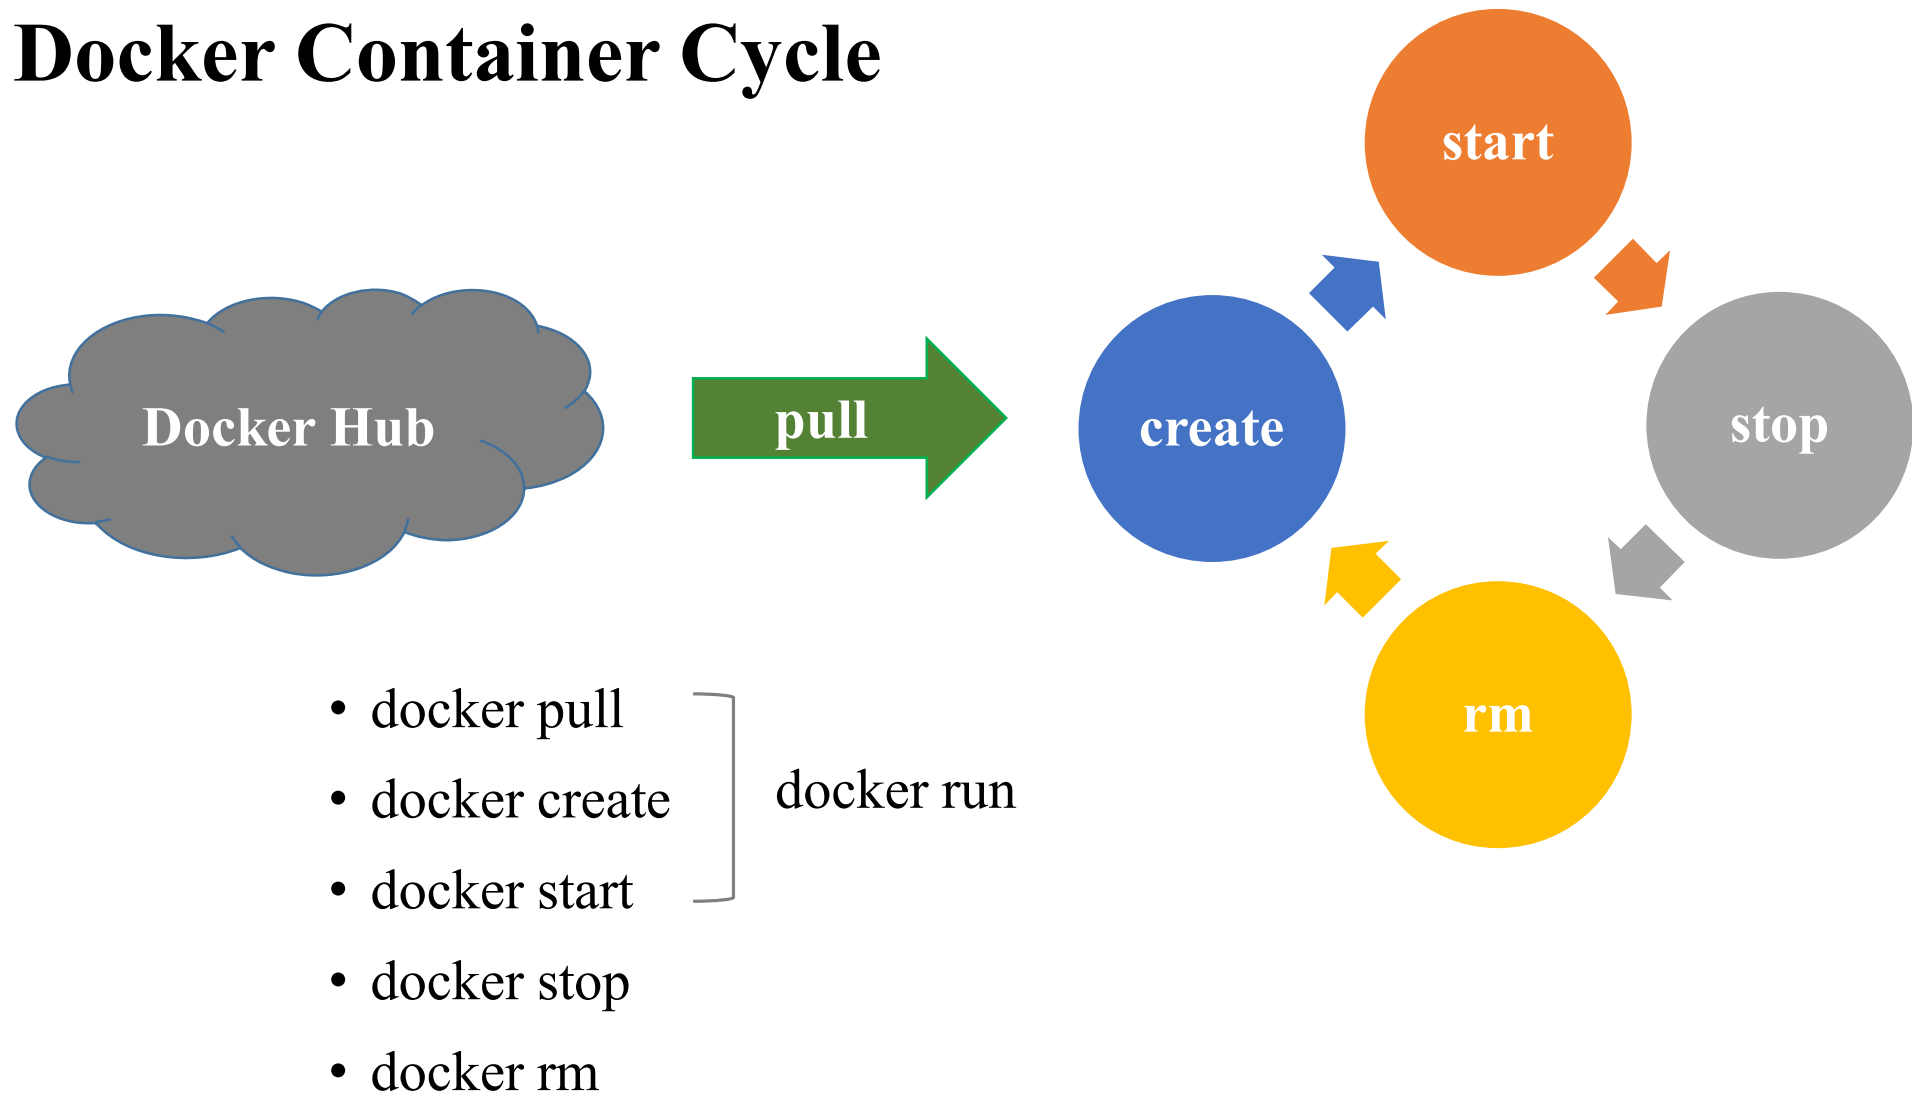 Docker Container Cycle
start
Docker Hub
pull
create
stop
rm
• docker pull
• docker create
• docker start
docker run
• docker stop
• docker rm